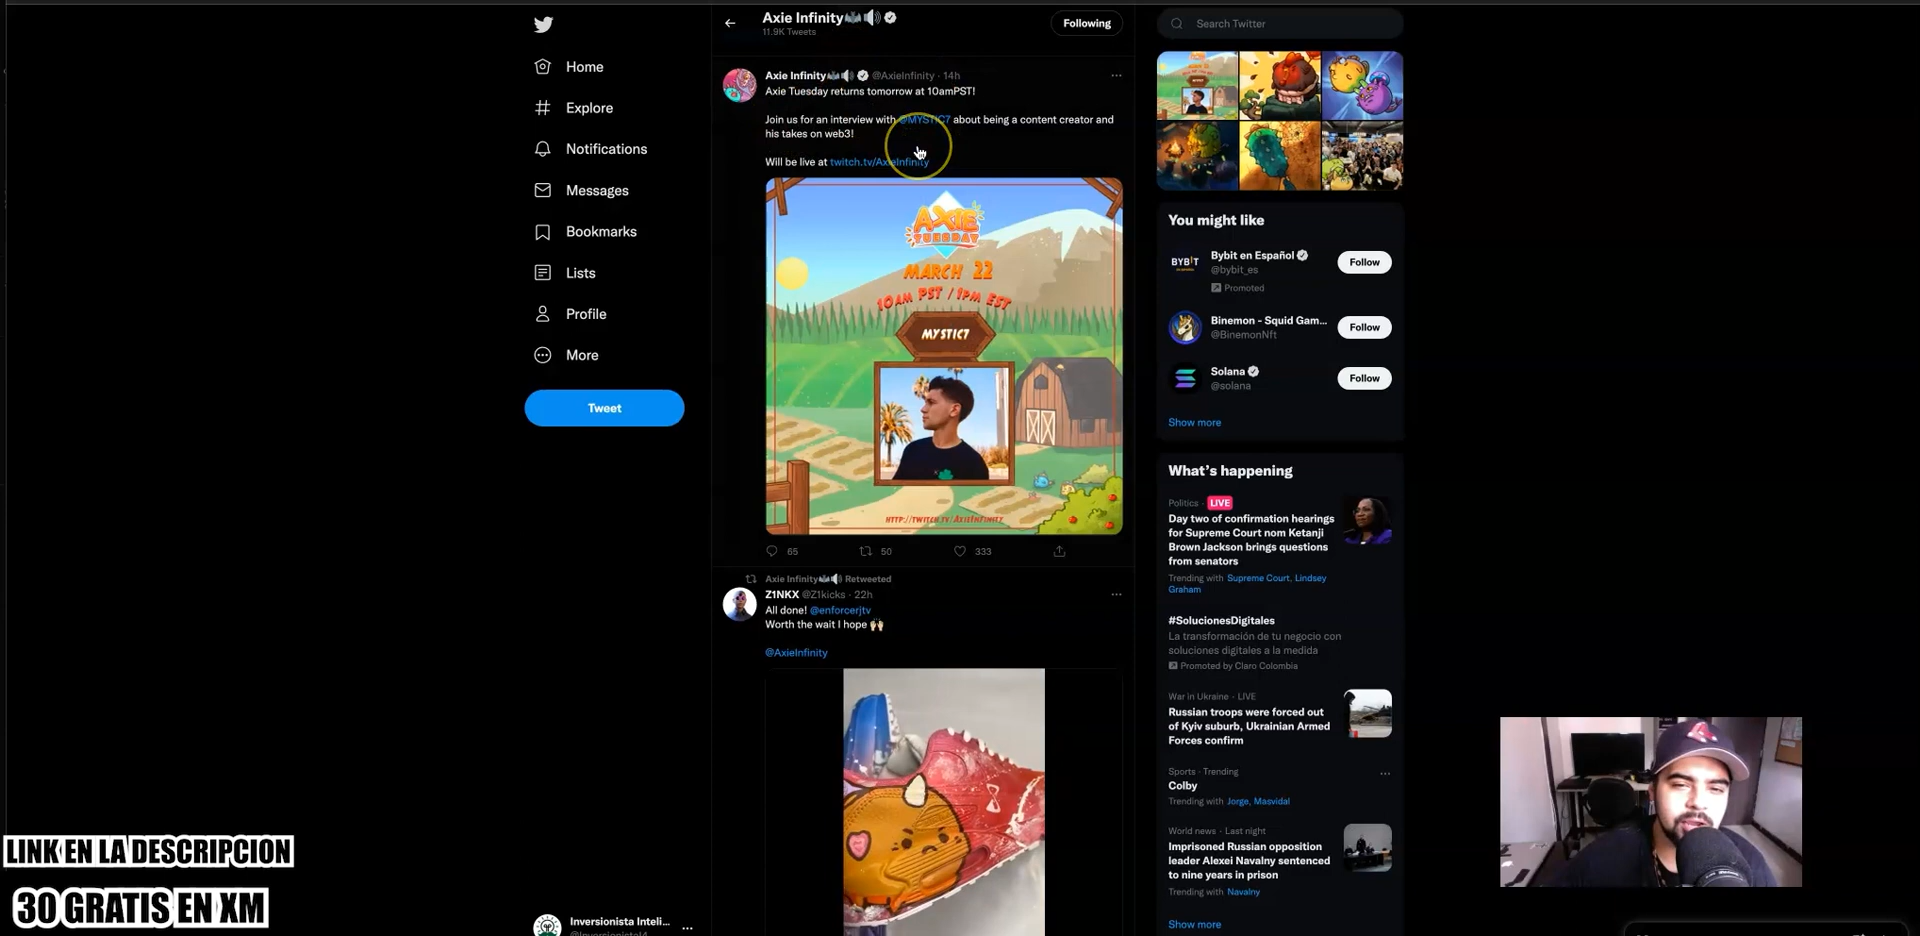 Home
Explore
Notifications
Messages
Bookmarks
Lists
Profile
More
Tweet
Inversionista Inteli...
LINK EN LA DESCRIPCION
30 GRATIS EN XM
Axie Infinity
11.9K Tweets
Following
Axie Infinity @AxieInfinity · 14h
Axie Tuesday returns tomorrow at 10amPST!
Join us for an interview with @MYSTIC7 about being a content creator and
his takes on web3!
Will be live at twitch.tv/AxieInfinity
AXIE
TUESDAY
MARCH 22
10AM PST / 1PM EST
MYSTIC7
HTTP://TWITCH.TV/AXIEINFINITY
65 50 333
Axie Infinity Retweeted
Z1NKX @Z1kicks · 22h
All done! @enforcerjtv
Worth the wait I hope
@AxieInfinity
Search Twitter
MYSTIC7
You might like
BYBIT
Bybit en Español
@bybit_es
Promoted
Follow
Binemon - Squid Gam...
@BinemonNft
Follow
Solana
@solana
Follow
Show more
What's happening
Politics · LIVE
Day two of confirmation hearings
for Supreme Court nom Ketanji
Brown Jackson brings questions
from senators
Trending with Supreme Court, Lindsey
Graham
#SolucionesDigitales
La transformación de tu negocio con
soluciones digitales a la medida
Promoted by Claro Colombia
War in Ukraine · LIVE
Russian troops were forced out
of Kyiv suburb, Ukrainian Armed
Forces confirm
Sports · Trending
Colby
Trending with Jorge, Masvidal
World news · Last night
Imprisoned Russian opposition
leader Alexei Navalny sentenced
to nine years in prison
Trending with Navalny
Show more